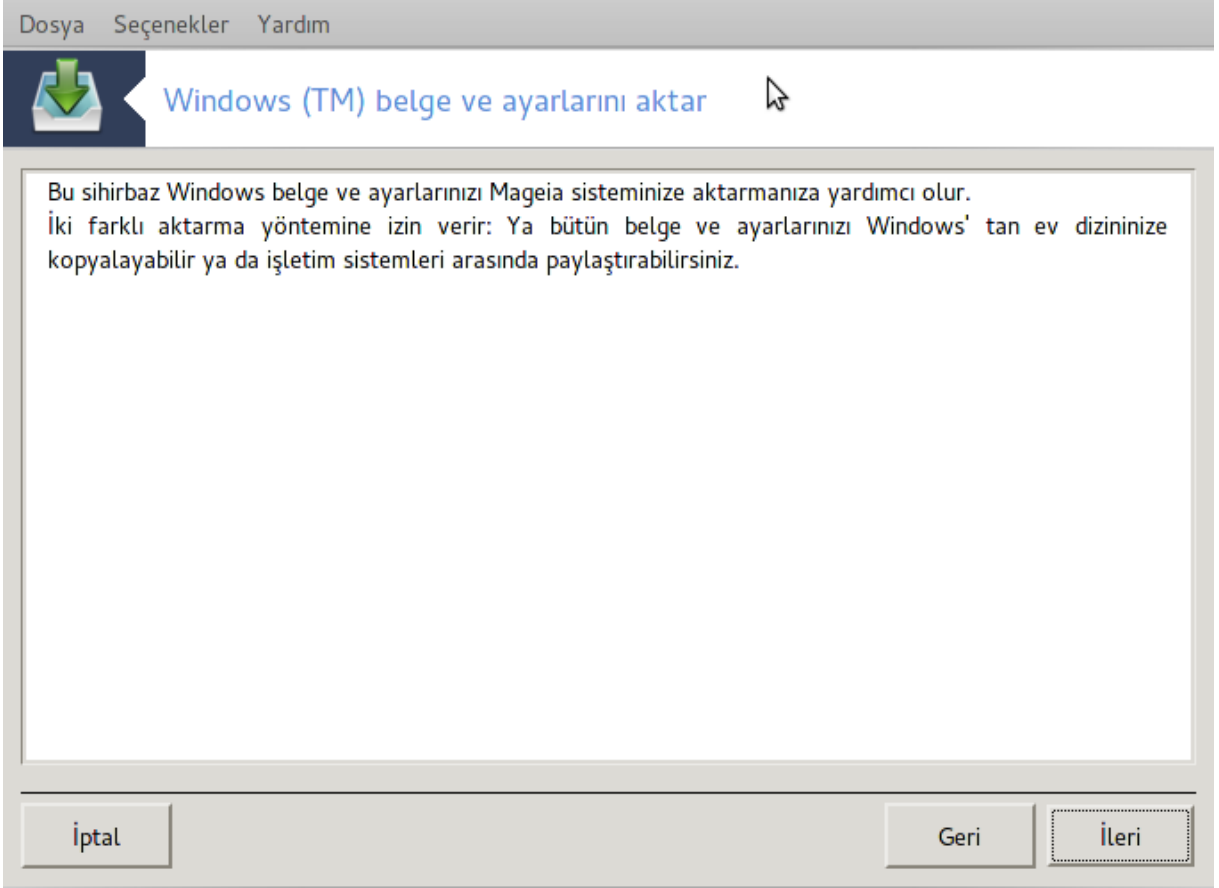 Dosya Seçenekler Yardım
Windows (TM) belge ve ayarlarını aktar
Bu sihirbaz Windows belge ve ayarlarınızı Mageia sisteminize aktarmanıza yardımcı olur.
İki farklı aktarma yöntemine izin verir: Ya bütün belge ve ayarlarınızı Windows' tan ev dizininize
kopyalayabilir ya da işletim sistemleri arasında paylaştırabilirsiniz.
İptal Geri İleri